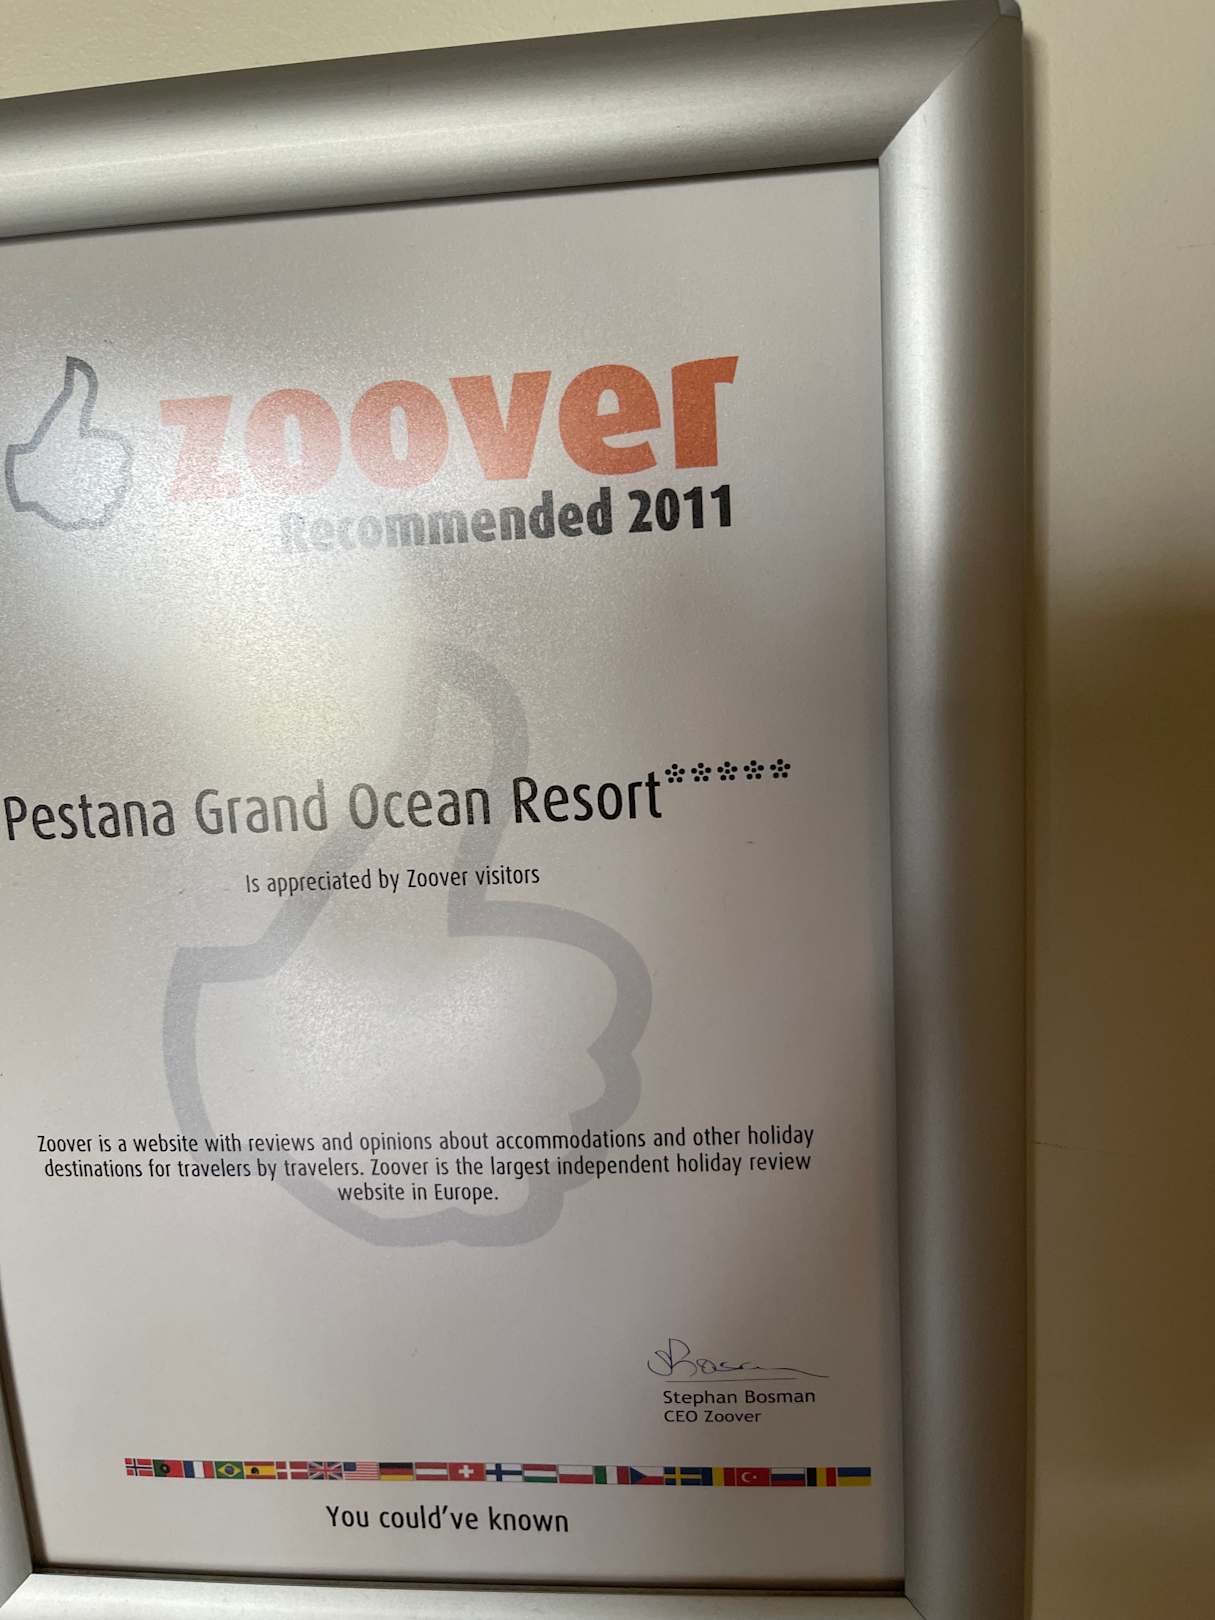 zoover
Recommended 2011
Pestana Grand Ocean Resort*****
Is appreciated by Zoover visitors
Zoover is a website with reviews and opinions about accommodations and other holiday
destinations for travelers by travelers. Zoover is the largest independent holiday review
website in Europe.
Stephan Bosman
CEO Zoover
You could've known